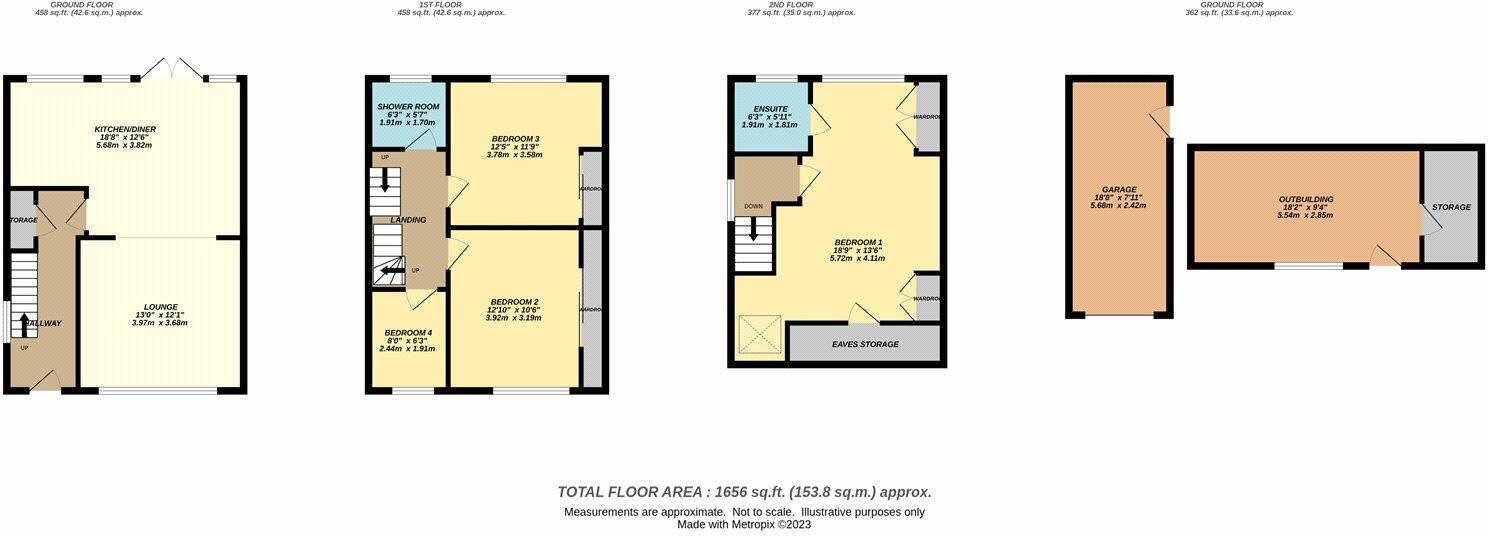 GROUND FLOOR
458 sq.ft. (42.6 sq.m.) approx.
KITCHEN/DINER
18'8" x 12'6"
5.68m x 3.82m
LOUNGE
13'0" x 12'1"
3.97m x 3.68m
UP
1ST FLOOR
458 sq.ft. (42.6 sq.m.) approx.
SHOWER ROOM
6'3" x 5'7"
1.91m x 1.70m
BEDROOM 3
12'5" x 11'9"
3.78m x 3.58m
UP
LANDING
UP
BEDROOM 2
12'10" x 10'6"
3.92m x 3.19m
BEDROOM 4
8'0" x 6'3"
2.44m x 1.91m
2ND FLOOR
377 sq.ft. (35.0 sq.m.) approx.
ENSUITE
6'3" x 5'11"
1.91m x 1.81m
DOWN
BEDROOM 1
18'9" x 13'6"
5.72m x 4.11m
EAVES STORAGE
GROUND FLOOR
362 sq.ft. (33.6 sq.m.) approx.
GARAGE
18'8" x 7'11"
5.68m x 2.42m
OUTBUILDING
18'2" x 9'4"
5.54m x 2.85m
STORAGE
TOTAL FLOOR AREA : 1656 sq.ft. (153.8 sq.m.) approx.
Measurements are approximate. Not to scale. Illustrative purposes only
Made with Metropix ©2023